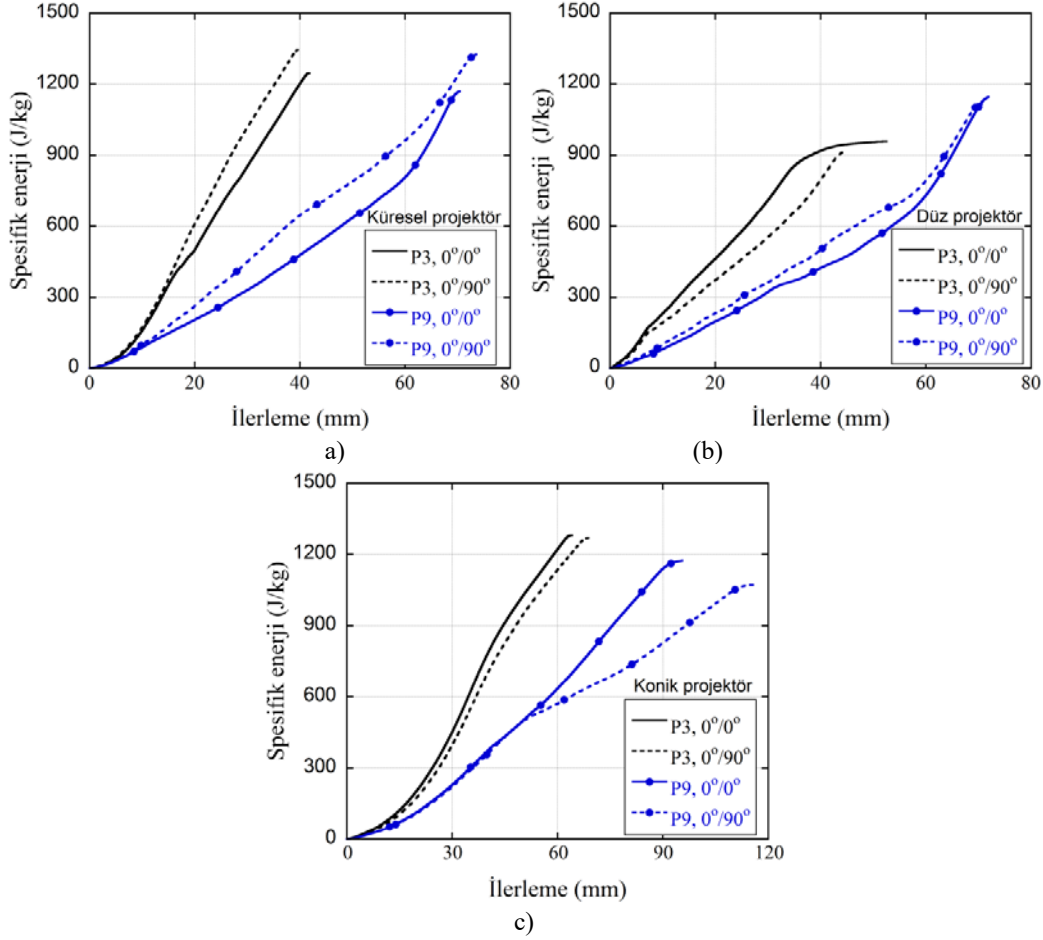 1500
1200
900
600
300
0
Spesifik enerji (J/kg)
Küresel projektör
P3, 0°/0°
P3, 0°/90°
P9, 0°/0°
P9, 0°/90°
0 20 40 60 80
İlerleme (mm)
a)
1500
1200
900
600
300
0
Spesifik enerji (J/kg)
Düz projektör
P3, 0°/0°
P3, 0°/90°
P9, 0°/0°
P9, 0°/90°
0 20 40 60 80
İlerleme (mm)
(b)
1500
1200
900
600
300
0
Spesifik enerji (J/kg)
Konik projektör
P3, 0°/0°
P3, 0°/90°
P9, 0°/0°
P9, 0°/90°
0 30 60 90 120
İlerleme (mm)
c)